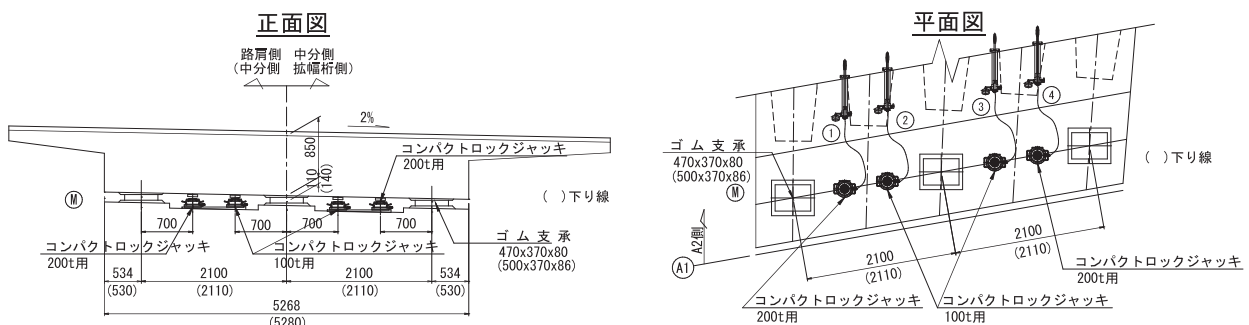 正面図
路肩側 中分側
(中分側 拡幅桁側)
2%
850
110
(140)
コンパクトロックジャッキ
200t用
M
( )下り線
700
700
700
700
コンパクトロックジャッキ
200t用
コンパクトロックジャッキ
100t用
ゴム支承
470x370x80
(500x370x86)
534
(530)
2100
(2110)
2100
(2110)
534
(530)
5268
(5280)
平面図
1
2
3
4
ゴム支承
470x370x80
(500x370x86)
M
( )下り線
A2側
A1
2100
(2110)
2100
(2110)
コンパクトロックジャッキ
200t用
コンパクトロックジャッキ
100t用
コンパクトロックジャッキ
200t用